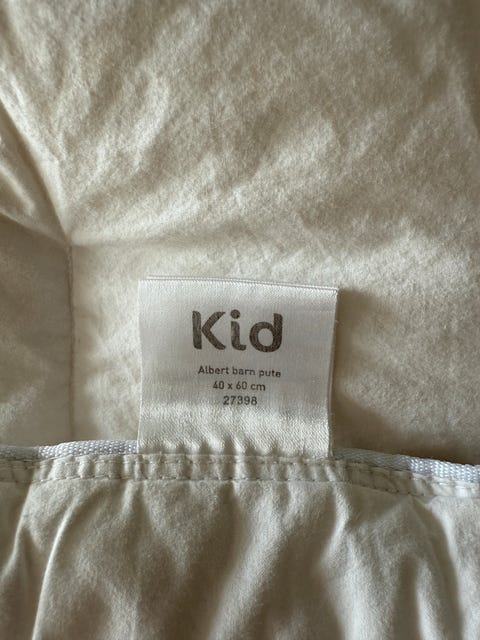 Kid
Albert barn pute
40 x 60 cm
27398